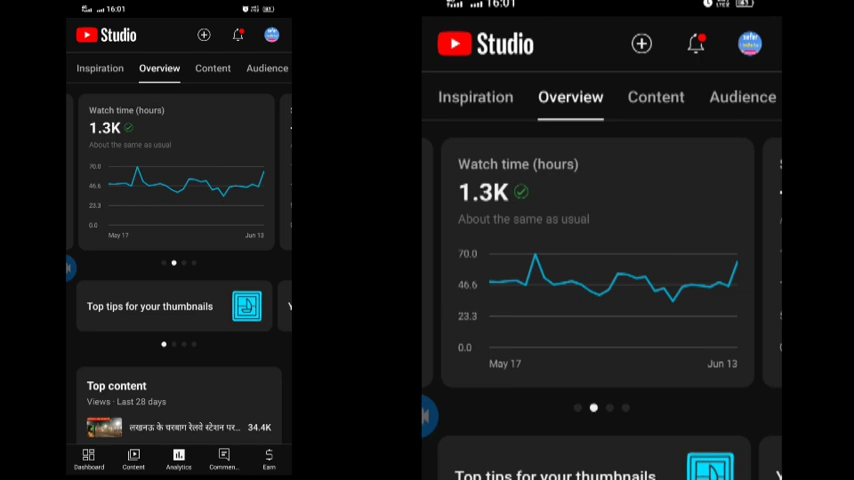 16:01
Studio
Inspiration Overview Content Audience
Watch time (hours)
1.3K
About the same as usual
70.0
46.6
23.3
0.0
May 17 Jun 13
Top tips for your thumbnails
Top content
Views · Last 28 days
लखनऊ के चरबाग रेलवे स्टेशन पर... 34.4K
Dashboard Content Analytics Commen... Earn
16:01
Studio
Inspiration Overview Content Audience
Watch time (hours)
1.3K
About the same as usual
70.0
46.6
23.3
0.0
May 17 Jun 13
Top tips for your thumbnails